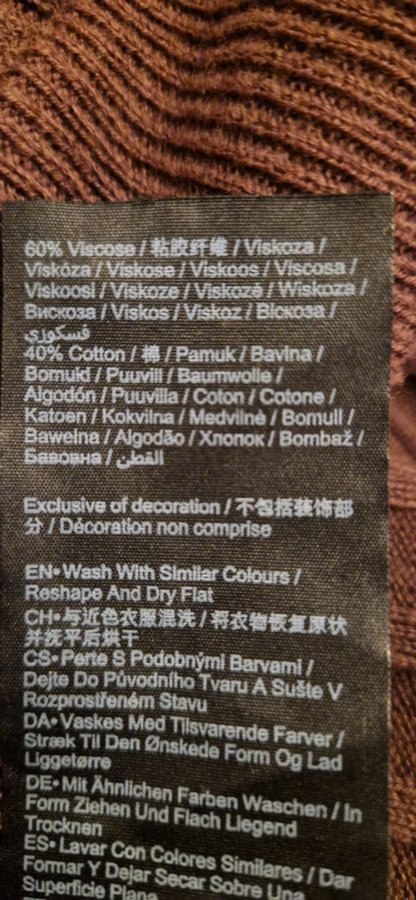 60% Viscose / 粘胶纤维 / Viskoza /
Viskóza / Viskose / Viskoos / Viscosa /
Viskoosi / Viskoze / Viskozė / Wiskoza /
Вискоза / Viskos / Viskoz / Віскоза /
فسكوزي
40% Cotton / 棉 / Pamuk / Bavlna /
Bomuld / Puuvill / Baumwolle /
Algodón / Puuvilla / Coton / Cotone /
Katoen / Kokvilna / Medvilnė / Bomull /
Bawełna / Algodão / Хлопок / Bombaž /
Бавовна / القطن
Exclusive of decoration / 不包括装饰部
分 / Décoration non comprise
EN• Wash With Similar Colours /
Reshape And Dry Flat
CH•与近色衣服混洗 / 将衣物恢复原状
并抚平后烘干
CS• Perte S Podobnými Barvami /
Dejte Do Původního Tvaru A Sušte V
Rozprostřeném Stavu
DA• Vaskes Med Tilsvarende Farver /
Stræk Til Den Ønskede Form Og Lad
Liggetørre
DE• Mit Ähnlichen Farben Waschen / In
Form Ziehen Und Flach Liegend
Trocknen
ES• Lavar Con Colores Similares / Dar
Formar Y Dejar Secar Sobre Una
Superficie Plana